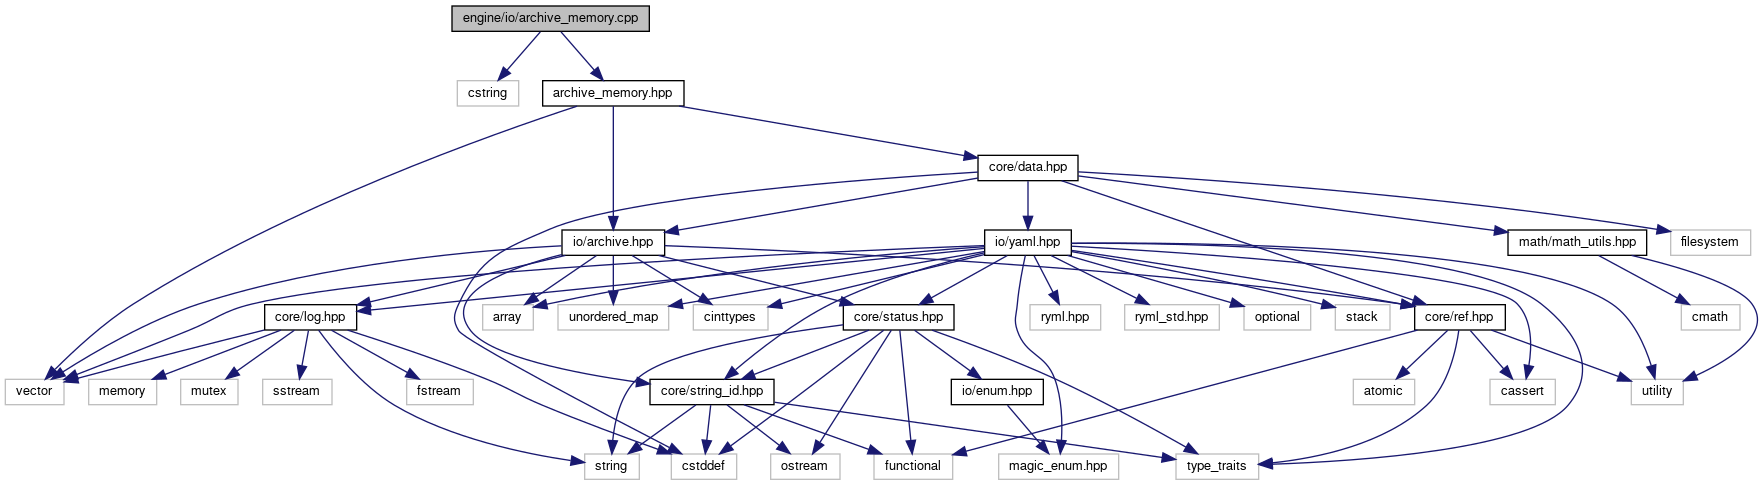 engine/io/archive_memory.cpp
cstring
archive_memory.hpp
core/data.hpp
io/archive.hpp
io/yaml.hpp
math/math_utils.hpp
filesystem
core/log.hpp
array
unordered_map
cinttypes
core/status.hpp
ryml.hpp
ryml_std.hpp
optional
stack
core/ref.hpp
cmath
vector
memory
mutex
sstream
fstream
core/string_id.hpp
io/enum.hpp
atomic
cassert
utility
string
cstddef
ostream
functional
magic_enum.hpp
type_traits